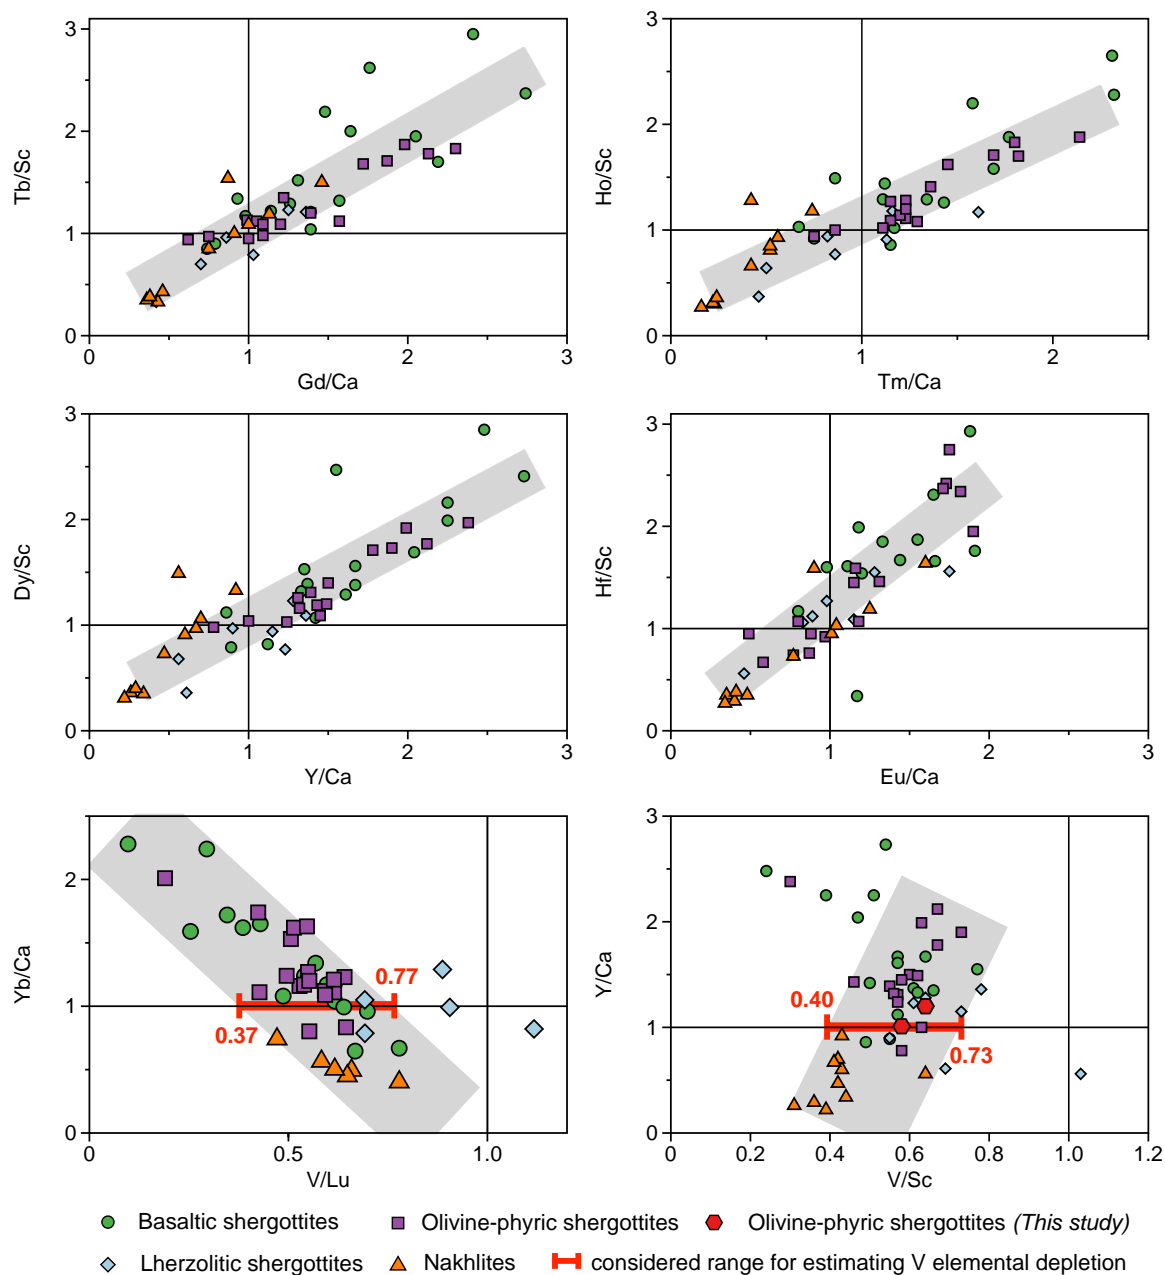 3
2
1
0
Tb/Sc
0
1
2
3
Gd/Ca
3
2
1
0
Ho/Sc
0
1
2
Tm/Ca
3
2
1
0
Dy/Sc
0
1
2
3
Y/Ca
3
2
1
0
Hf/Sc
0
1
2
3
Eu/Ca
2
1
0
Yb/Ca
0.77
0.37
0
0.5
1.0
V/Lu
3
2
1
0
Y/Ca
0.40
0.73
0
0.2
0.4
0.6
0.8
1.0
1.2
V/Sc
Basaltic shergottites
Olivine-phyric shergottites
Olivine-phyric shergottites (This study)
Lherzolitic shergottites
Nakhlites
considered range for estimating V elemental depletion